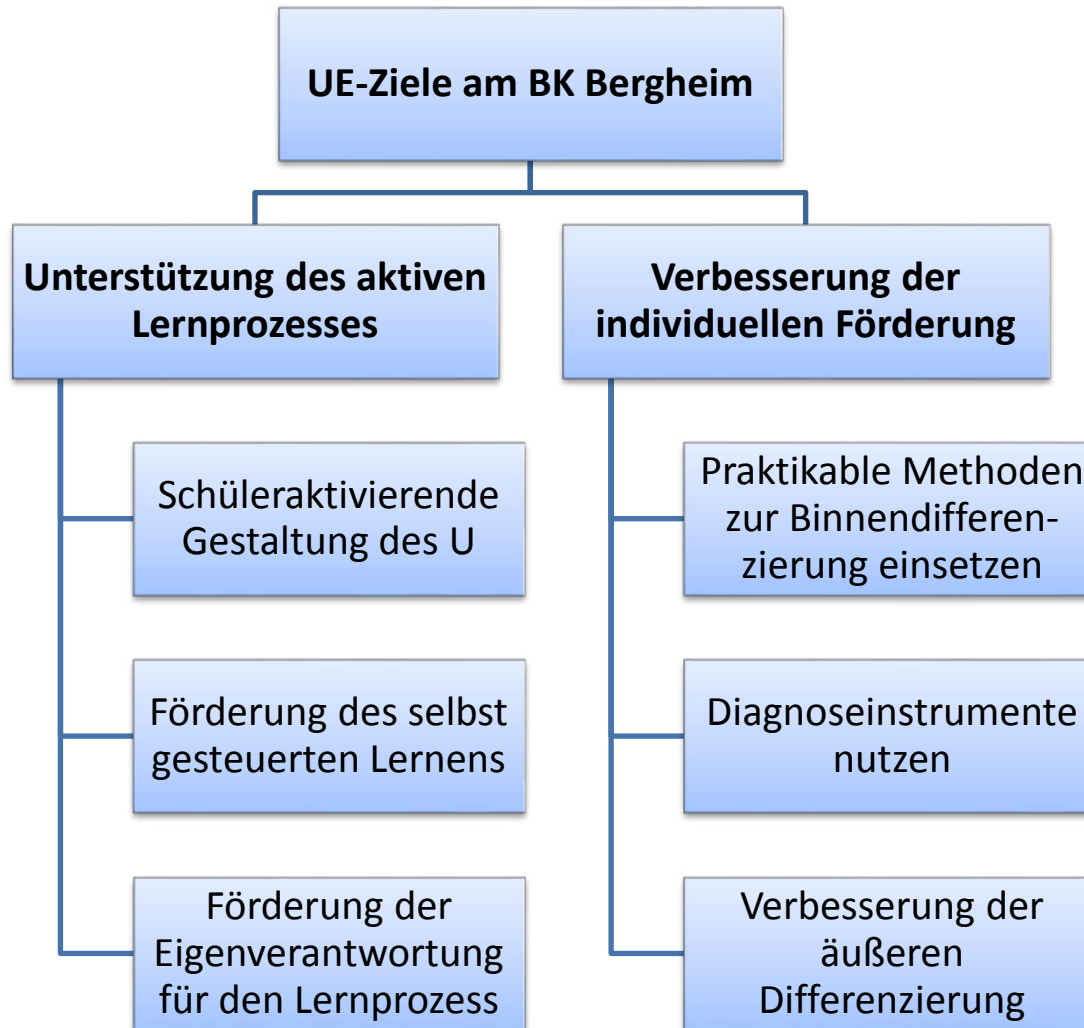 UE-Ziele am BK Bergheim
Unterstützung des aktiven
Lernprozesses
Schüleraktivierende
Gestaltung des U
Förderung des selbst
gesteuerten Lernens
Förderung der
Eigenverantwortung
für den Lernprozess
Verbesserung der
individuellen Förderung
Praktikable Methoden
zur Binnendifferen-
zierung einsetzen
Diagnoseinstrumente
nutzen
Verbesserung der
äußeren
Differenzierung